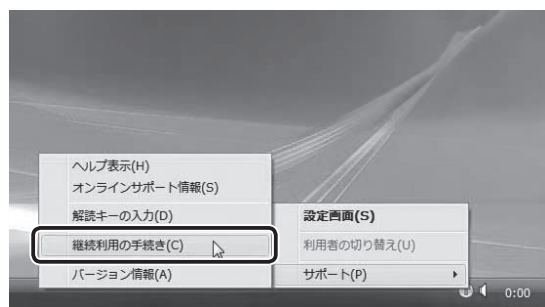 ヘルプ表示(H)
オンラインサポート情報(S)
解読キーの入力(D)
継続利用の手続き(C)
バージョン情報(A)
設定画面(S)
利用者の切り替え(U)
サポート(P)
0:00